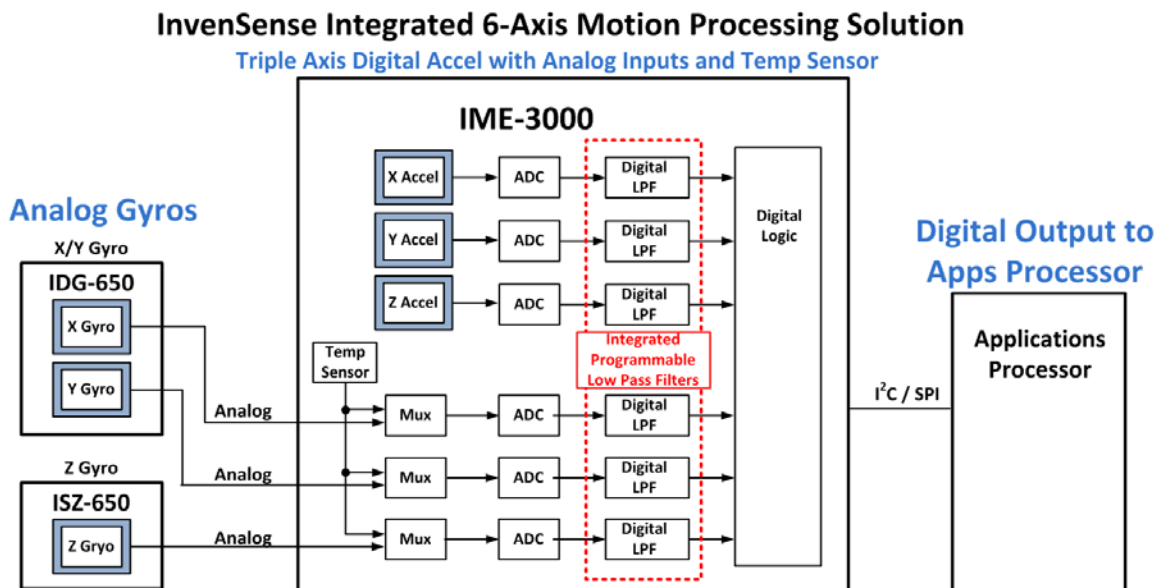 InvenSense Integrated 6-Axis Motion Processing Solution
Triple Axis Digital Accel with Analog Inputs and Temp Sensor
IME-3000
X Accel
ADC
Digital
LPF
Y Accel
ADC
Digital
LPF
Z Accel
ADC
Digital
LPF
Digital
Logic
Analog Gyros
X/Y Gyro
IDG-650
X Gyro
Y Gyro
Temp
Sensor
Integrated
Programmable
Low Pass Filters
Analog
Mux
ADC
Digital
LPF
Analog
Mux
ADC
Digital
LPF
Z Gyro
ISZ-650
Z Gryo
Analog
Mux
ADC
Digital
LPF
I²C / SPI
Digital Output to
Apps Processor
Applications
Processor